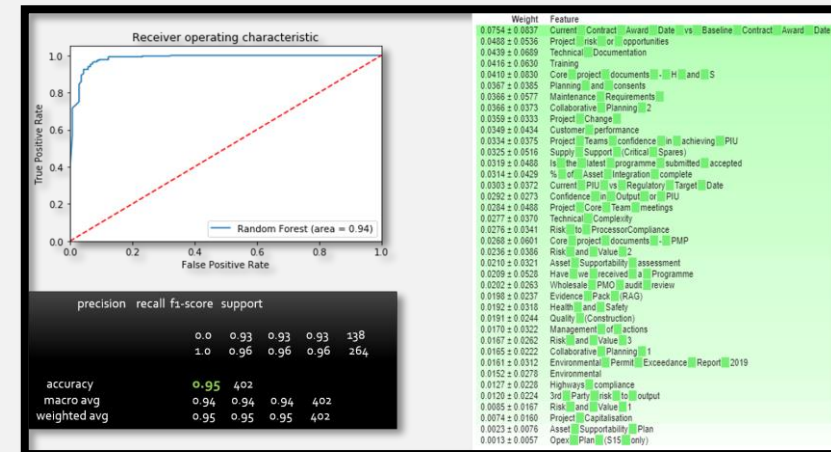 Receiver operating characteristic
1.0
0.8
0.6
0.4
0.2
0.0
True Positive Rate
Random Forest (area = 0.94)
0.0 0.2 0.4 0.6 0.8 1.0
False Positive Rate
precision recall f1-score support
0.0 0.93 0.93 0.93 138
1.0 0.96 0.96 0.96 264
accuracy 0.95 402
macro avg 0.94 0.94 0.94 402
weighted avg 0.95 0.95 0.95 402
Weight Feature
0.0754 ± 0.0837 Current Contract Award Date vs Baseline Contract Award Date
0.0488 ± 0.0536 Project risk or opportunities
0.0439 ± 0.0689 Technical Documentation
0.0416 ± 0.0630 Training
0.0410 ± 0.0830 Core project documents - H and S
0.0367 ± 0.0385 Planning and consents
0.0366 ± 0.0577 Maintenance Requirements
0.0366 ± 0.0373 Collaborative Planning 2
0.0359 ± 0.0333 Project Change
0.0349 ± 0.0434 Customer performance
0.0334 ± 0.0375 Project Teams confidence in achieving PIU
0.0325 ± 0.0516 Supply Support (Critical Spares)
0.0319 ± 0.0488 Is the latest programme submitted accepted
0.0314 ± 0.0429 % of Asset Integration complete
0.0303 ± 0.0372 Current PIU vs Regulatory Target Date
0.0292 ± 0.0273 Confidence in Output or PIU
0.0284 ± 0.0488 Project Core Team meetings
0.0277 ± 0.0370 Technical Complexity
0.0276 ± 0.0341 Risk to ProcessorCompliance
0.0268 ± 0.0601 Core project documents - PMP
0.0236 ± 0.0386 Risk and Value 2
0.0210 ± 0.0321 Asset Supportability assessment
0.0209 ± 0.0528 Have we received a Programme
0.0202 ± 0.0263 Wholesale PMO audit review
0.0198 ± 0.0237 Evidence Pack (RAG)
0.0192 ± 0.0318 Health and Safety
0.0191 ± 0.0244 Quality (Construction)
0.0170 ± 0.0322 Management of actions
0.0167 ± 0.0262 Risk and Value 3
0.0165 ± 0.0222 Collaborative Planning 1
0.0161 ± 0.0312 Environmental Permit Exceedance Report 2019
0.0152 ± 0.0278 Environmental
0.0127 ± 0.0228 Highways compliance
0.0120 ± 0.0224 3rd Party risk to output
0.0085 ± 0.0167 Risk and Value 1
0.0074 ± 0.0160 Project Capitalisation
0.0023 ± 0.0076 Asset Supportability Plan
0.0013 ± 0.0057 Opex Plan (S15 only)